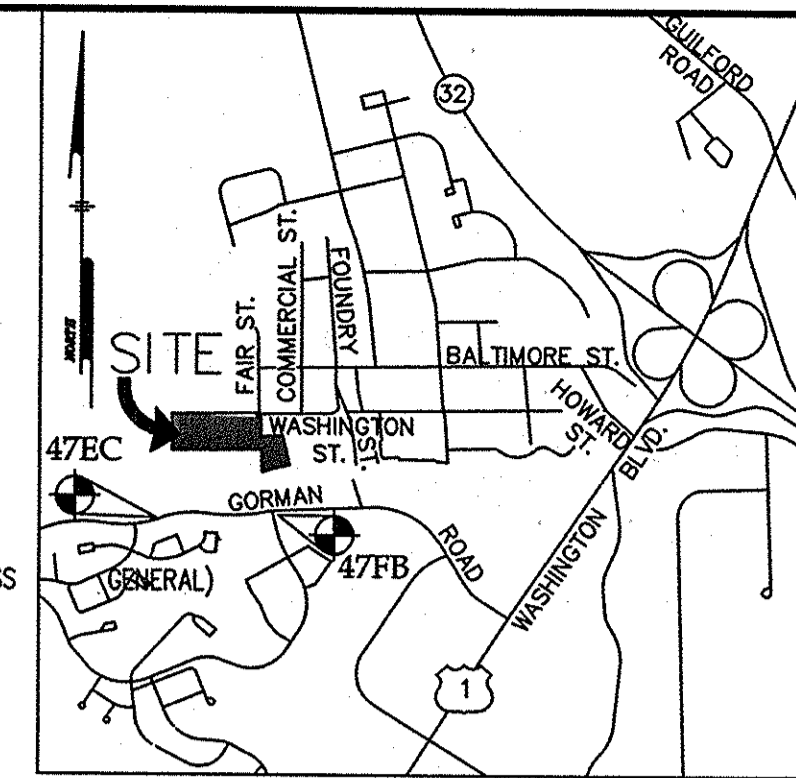 GUILFORD
ROAD
32
SITE
FAIR ST.
COMMERCIAL ST.
FOUNDRY
ST.
BALTIMORE ST.
WASHINGTON
ST.
HOWARD
ST.
BLVD.
WASHINGTON
47EC
GORMAN
ROAD
47FB
SS
GENERAL)
1